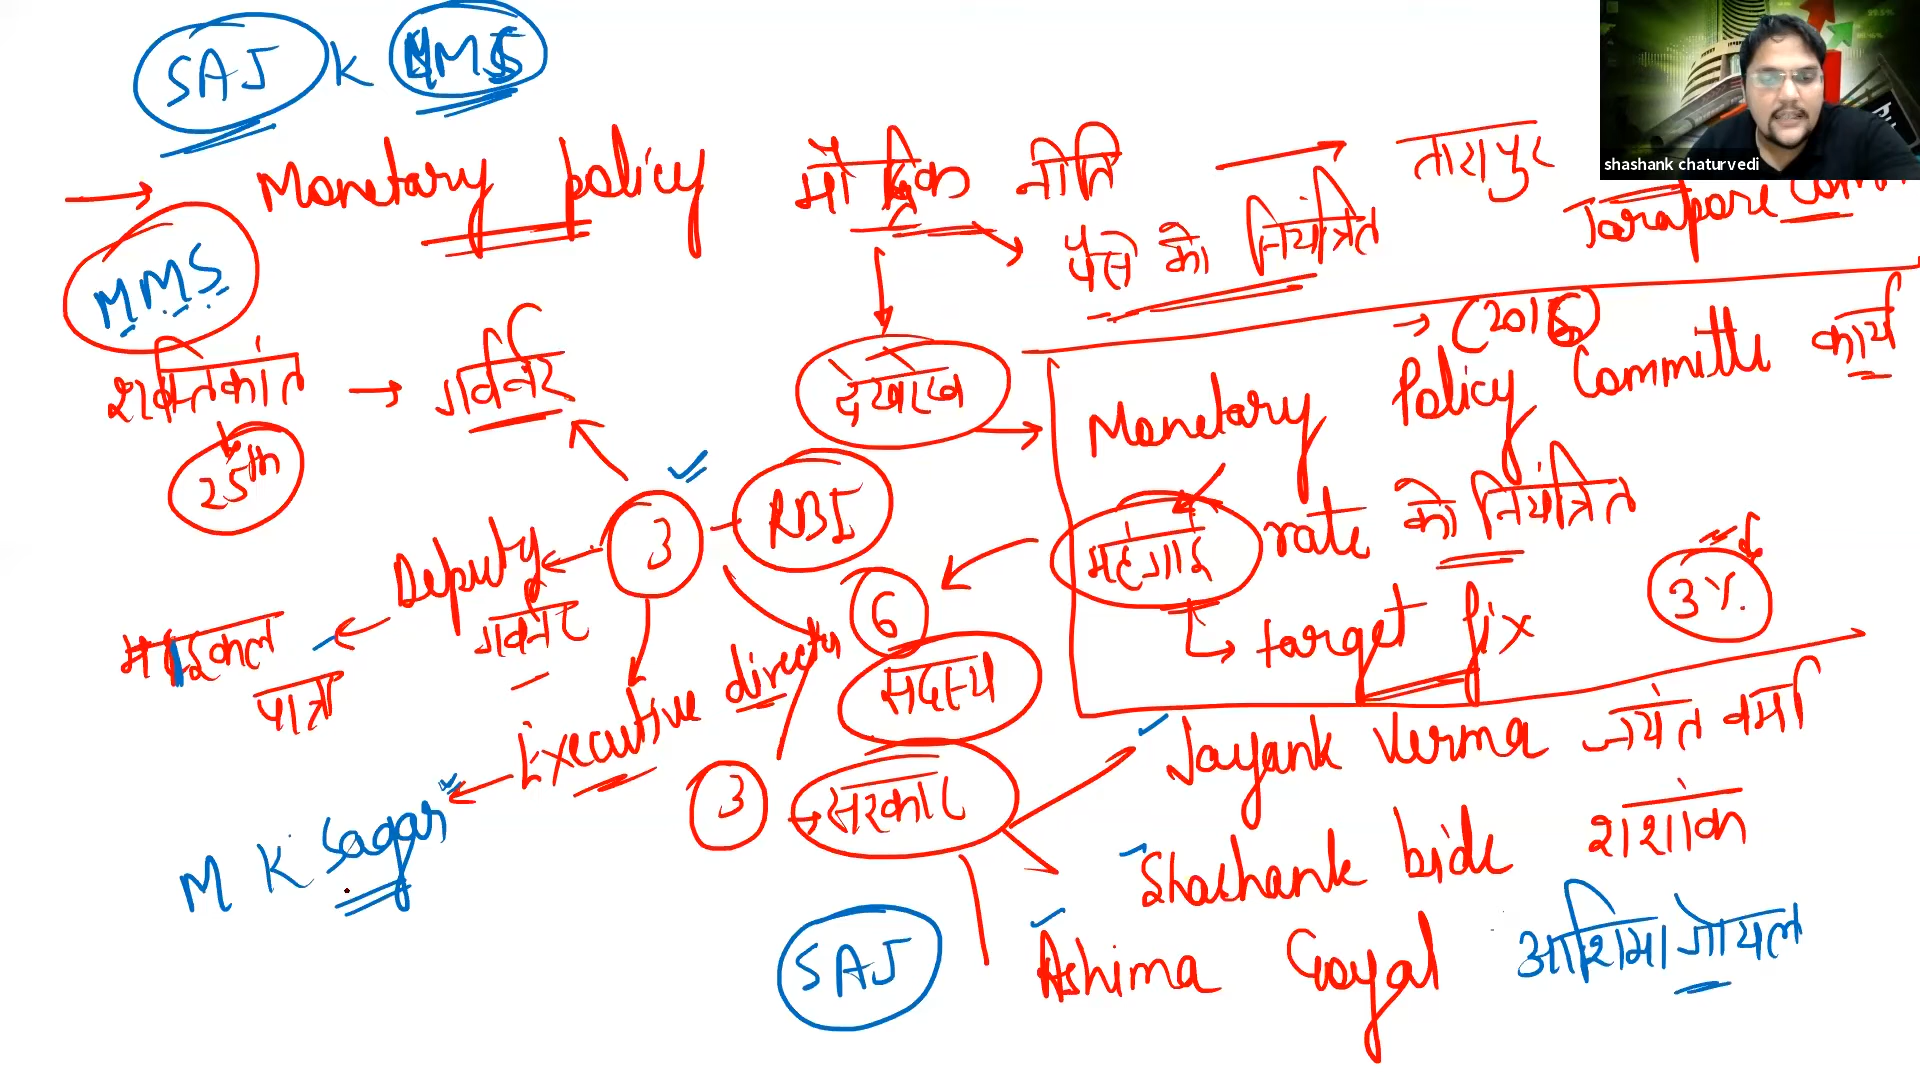 SAJ K MMS
shashank chaturvedi
→ Monetary policy मौद्रिक नीति → तारापुर
Tarapore
पैसे को नियंत्रित
MMS
शक्तिकांत → गवर्नर
25th
देखरेख
→ (2016)
Monetary Policy Committe कार्य
महंगाई rate को नियंत्रित
target fix
3%
3 - RBI
6
सदस्य
Deputy
गवर्नर
पात्रा
Executive director
M K Sagar
3 → सरकार
Jayank Verma जयंत वर्मा
Shashank bide शशांक
Ashima Goyal आशिमा गोयल
SAJ